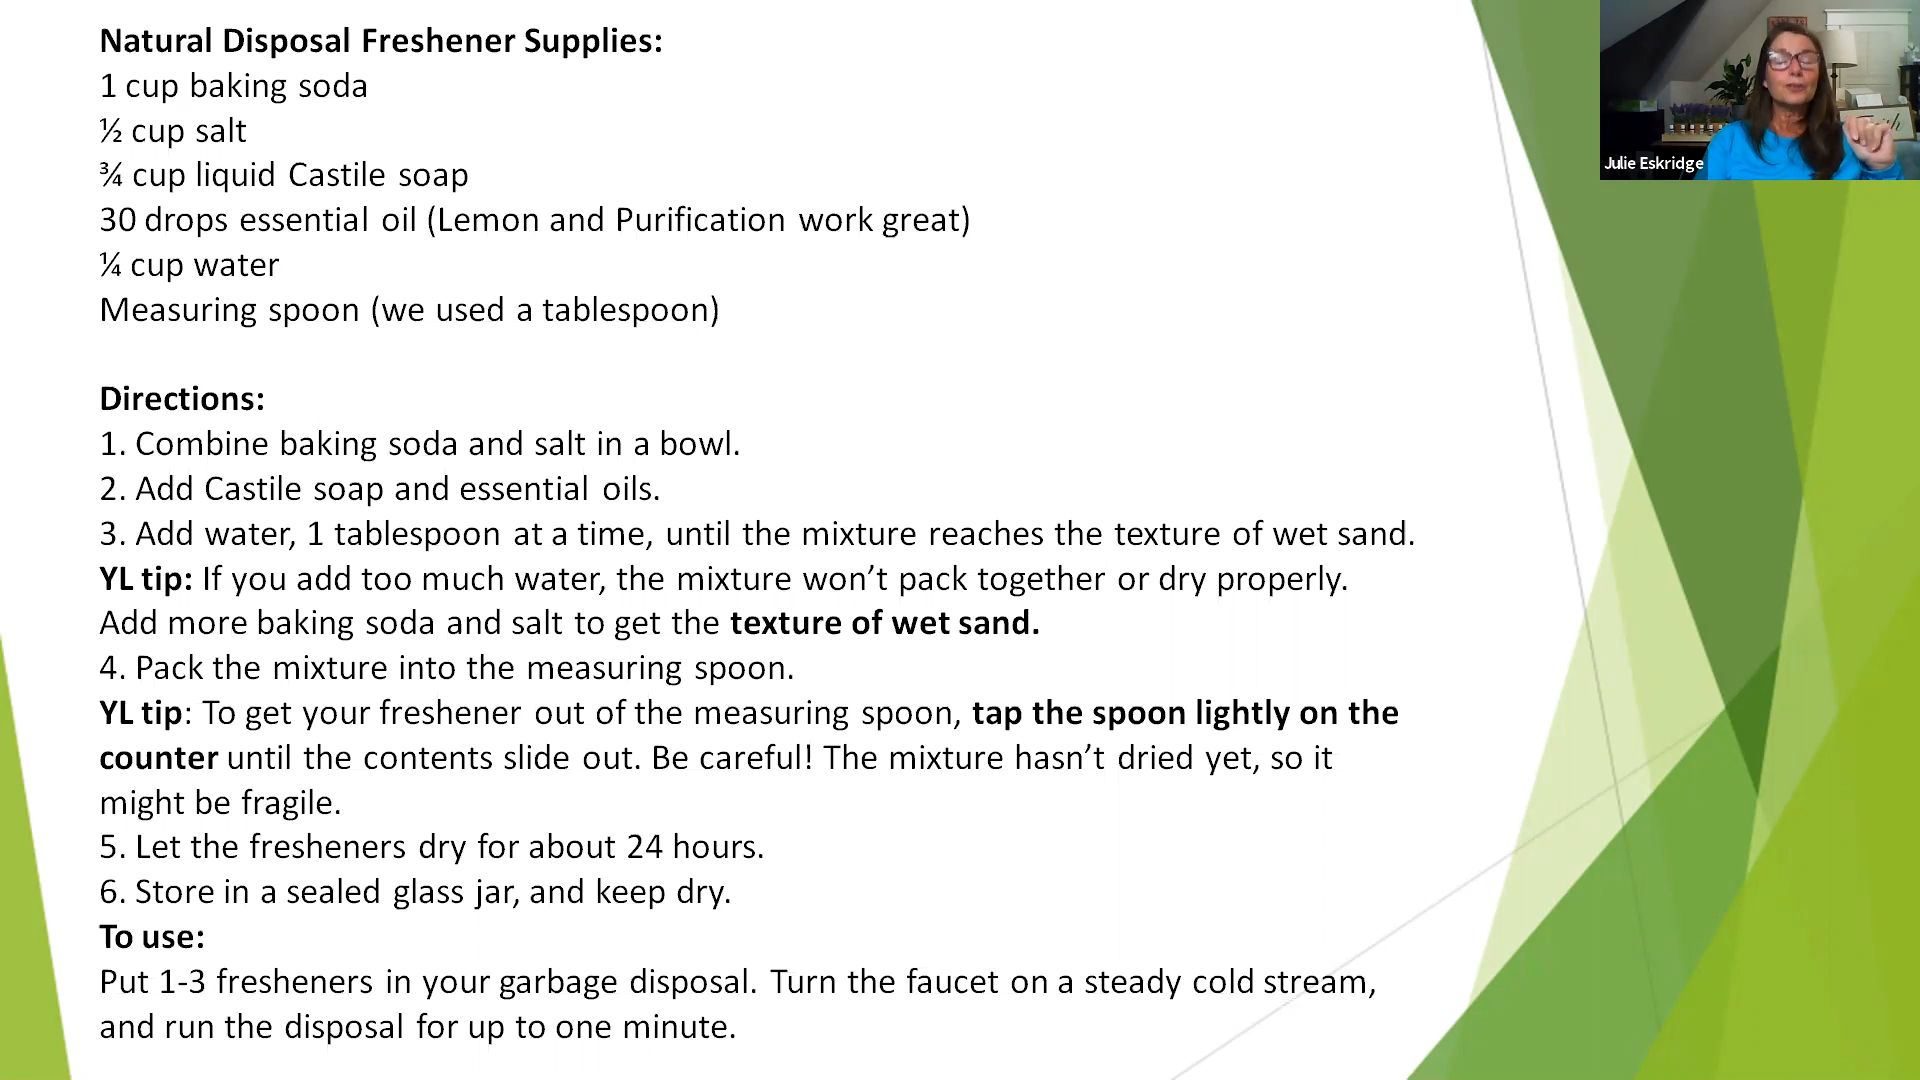 Natural Disposal Freshener Supplies:
1 cup baking soda
½ cup salt
¾ cup liquid Castile soap
30 drops essential oil (Lemon and Purification work great)
¼ cup water
Measuring spoon (we used a tablespoon)
Directions:
1. Combine baking soda and salt in a bowl.
2. Add Castile soap and essential oils.
3. Add water, 1 tablespoon at a time, until the mixture reaches the texture of wet sand.
YL tip: If you add too much water, the mixture won’t pack together or dry properly.
Add more baking soda and salt to get the texture of wet sand.
4. Pack the mixture into the measuring spoon.
YL tip: To get your freshener out of the measuring spoon, tap the spoon lightly on the
counter until the contents slide out. Be careful! The mixture hasn’t dried yet, so it
might be fragile.
5. Let the fresheners dry for about 24 hours.
6. Store in a sealed glass jar, and keep dry.
To use:
Put 1-3 fresheners in your garbage disposal. Turn the faucet on a steady cold stream,
and run the disposal for up to one minute.
Julie Eskridge